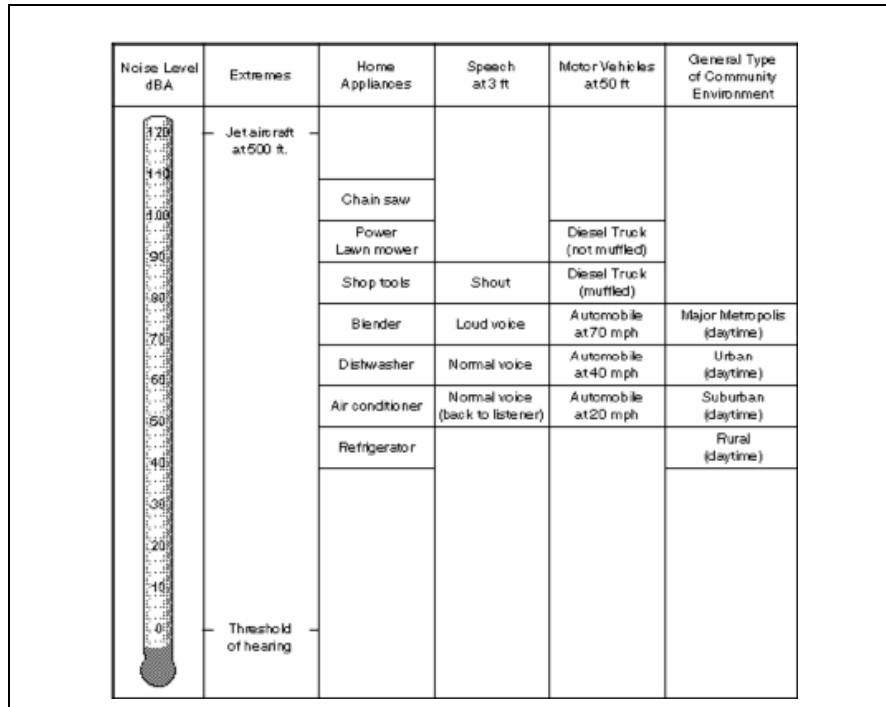 Noise Level
dBA
Extremes
Home
Appliances
Speech
at 3 ft
Motor Vehicles
at 50 ft
General Type
of Community
Environment
120
110
100
90
80
70
60
50
40
30
20
10
0
Jet aircraft
at 500 ft.
Threshold
of hearing
Chain saw
Power
Lawn mower
Shop tools
Blender
Dishwasher
Air conditioner
Refrigerator
Shout
Loud voice
Normal voice
Normal voice
(back to listener)
Diesel Truck
(not muffled)
Diesel Truck
(muffled)
Automobile
at 70 mph
Automobile
at 40 mph
Automobile
at 20 mph
Major Metropolis
(daytime)
Urban
(daytime)
Suburban
(daytime)
Rural
(daytime)